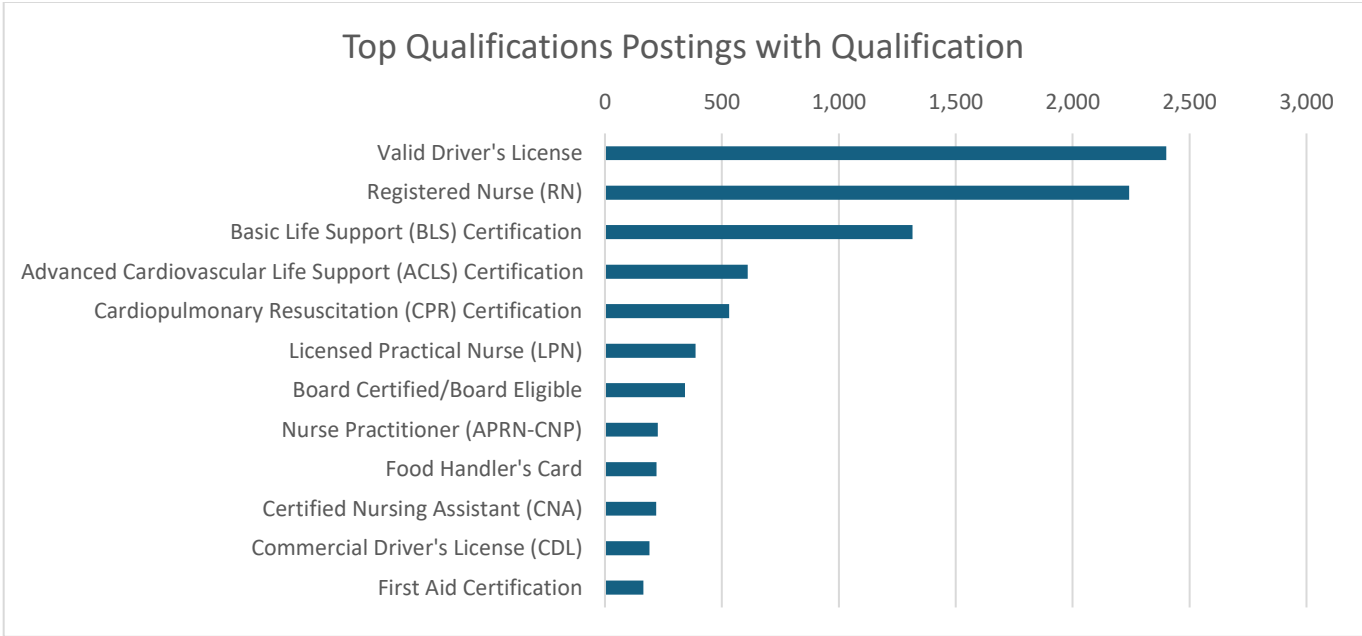 Top Qualifications Postings with Qualification
0 500 1,000 1,500 2,000 2,500 3,000
Valid Driver's License
Registered Nurse (RN)
Basic Life Support (BLS) Certification
Advanced Cardiovascular Life Support (ACLS) Certification
Cardiopulmonary Resuscitation (CPR) Certification
Licensed Practical Nurse (LPN)
Board Certified/Board Eligible
Nurse Practitioner (APRN-CNP)
Food Handler's Card
Certified Nursing Assistant (CNA)
Commercial Driver's License (CDL)
First Aid Certification